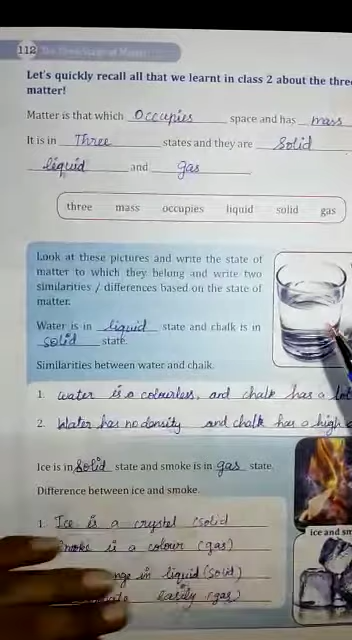 112 The Three States of Matter
Let's quickly recall all that we learnt in class 2 about the three
matter!
Matter is that which Occupies space and has mass
It is in Three states and they are Solid
liquid and gas
three mass occupies liquid solid gas
Look at these pictures and write the state of
matter to which they belong and write two
similarities / differences based on the state of
matter.
Water is in liquid state and chalk is in
solid state.
Similarities between water and chalk.
1. water is a colourless, and chalk has a lot
2. Water has no density and chalk has a high
Ice is in Solid state and smoke is in gas state.
Difference between ice and smoke.
1. Ice is a crystal (solid
Smoke is a colour (gas)
in liquid (solid)
easily (gas)
ice and sm